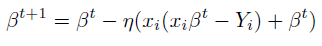 β^{t+1} = β^t − η(x_i(x_iβ^t − Y_i) + β^t)